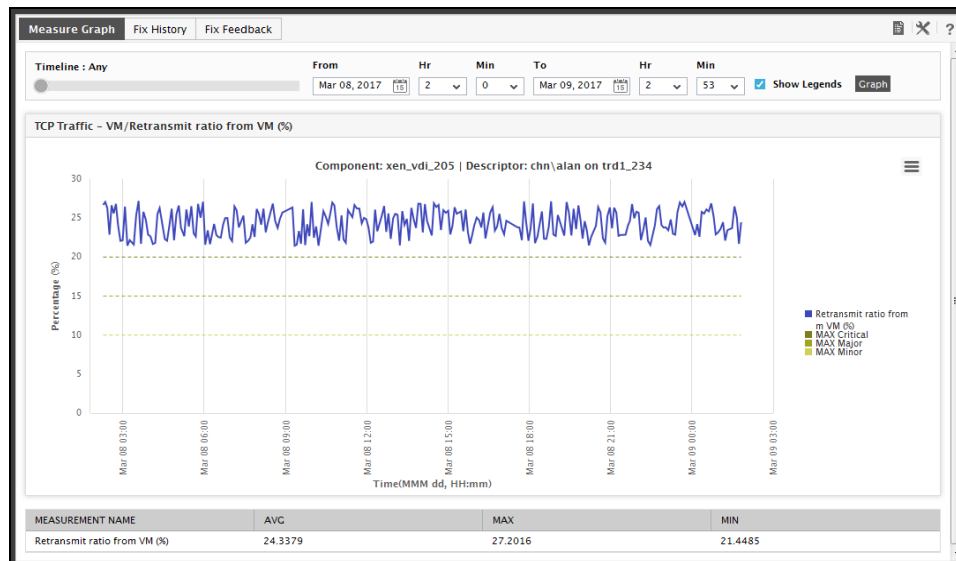 Measure Graph Fix History Fix Feedback ?
Timeline : Any From Hr Min To Hr Min
Mar 08, 2017 15 2 0 Mar 09, 2017 15 2 53 Show Legends Graph
TCP Traffic - VM/Retransmit ratio from VM (%)
Component: xen_vdi_205 | Descriptor: chn\alan on trd1_234
Percentage (%)
30
25
20
15
10
5
0
Mar 08 03:00
Mar 08 06:00
Mar 08 09:00
Mar 08 12:00
Mar 08 15:00
Mar 08 18:00
Mar 08 21:00
Mar 09 00:00
Mar 09 03:00
Time(MMM dd, HH:mm)
Retransmit ratio from
m VM (%)
MAX Critical
MAX Major
MAX Minor
MEASUREMENT NAME AVG MAX MIN
Retransmit ratio from VM (%) 24.3379 27.2016 21.4485